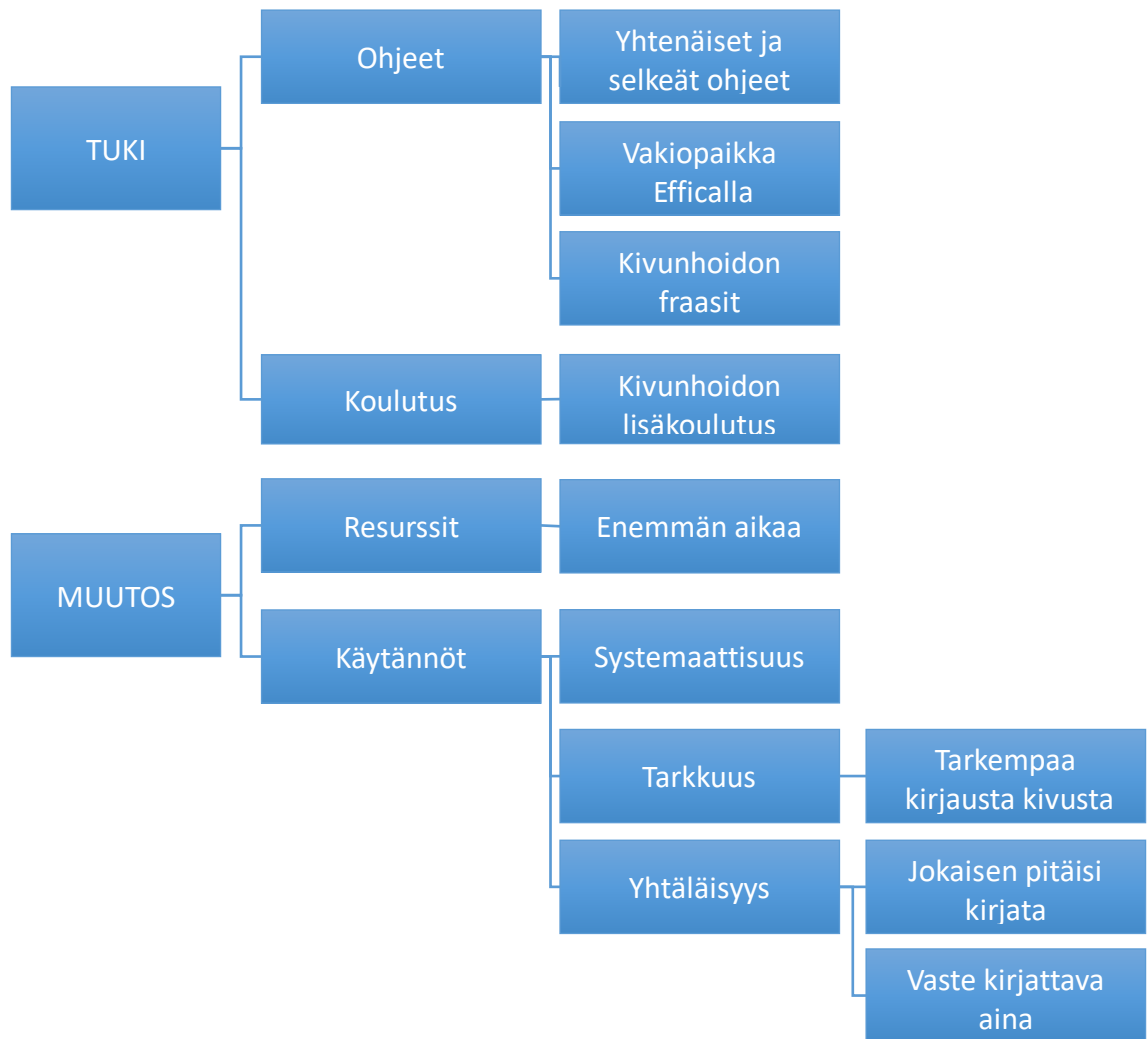 Ohjeet
Yhtenäiset ja
selkeät ohjeet
TUKI
Vakiopaikka
Efficalla
Kivunhoidon
fraasit
Koulutus
Kivunhoidon
lisäkoulutus
Resurssit
Enemmän aikaa
MUUTOS
Käytännöt
Systemaattisuus
Tarkkuus
Tarkempaa
kirjausta kivusta
Yhtäläisyys
Jokaisen pitäisi
kirjata
Vaste kirjattava
aina